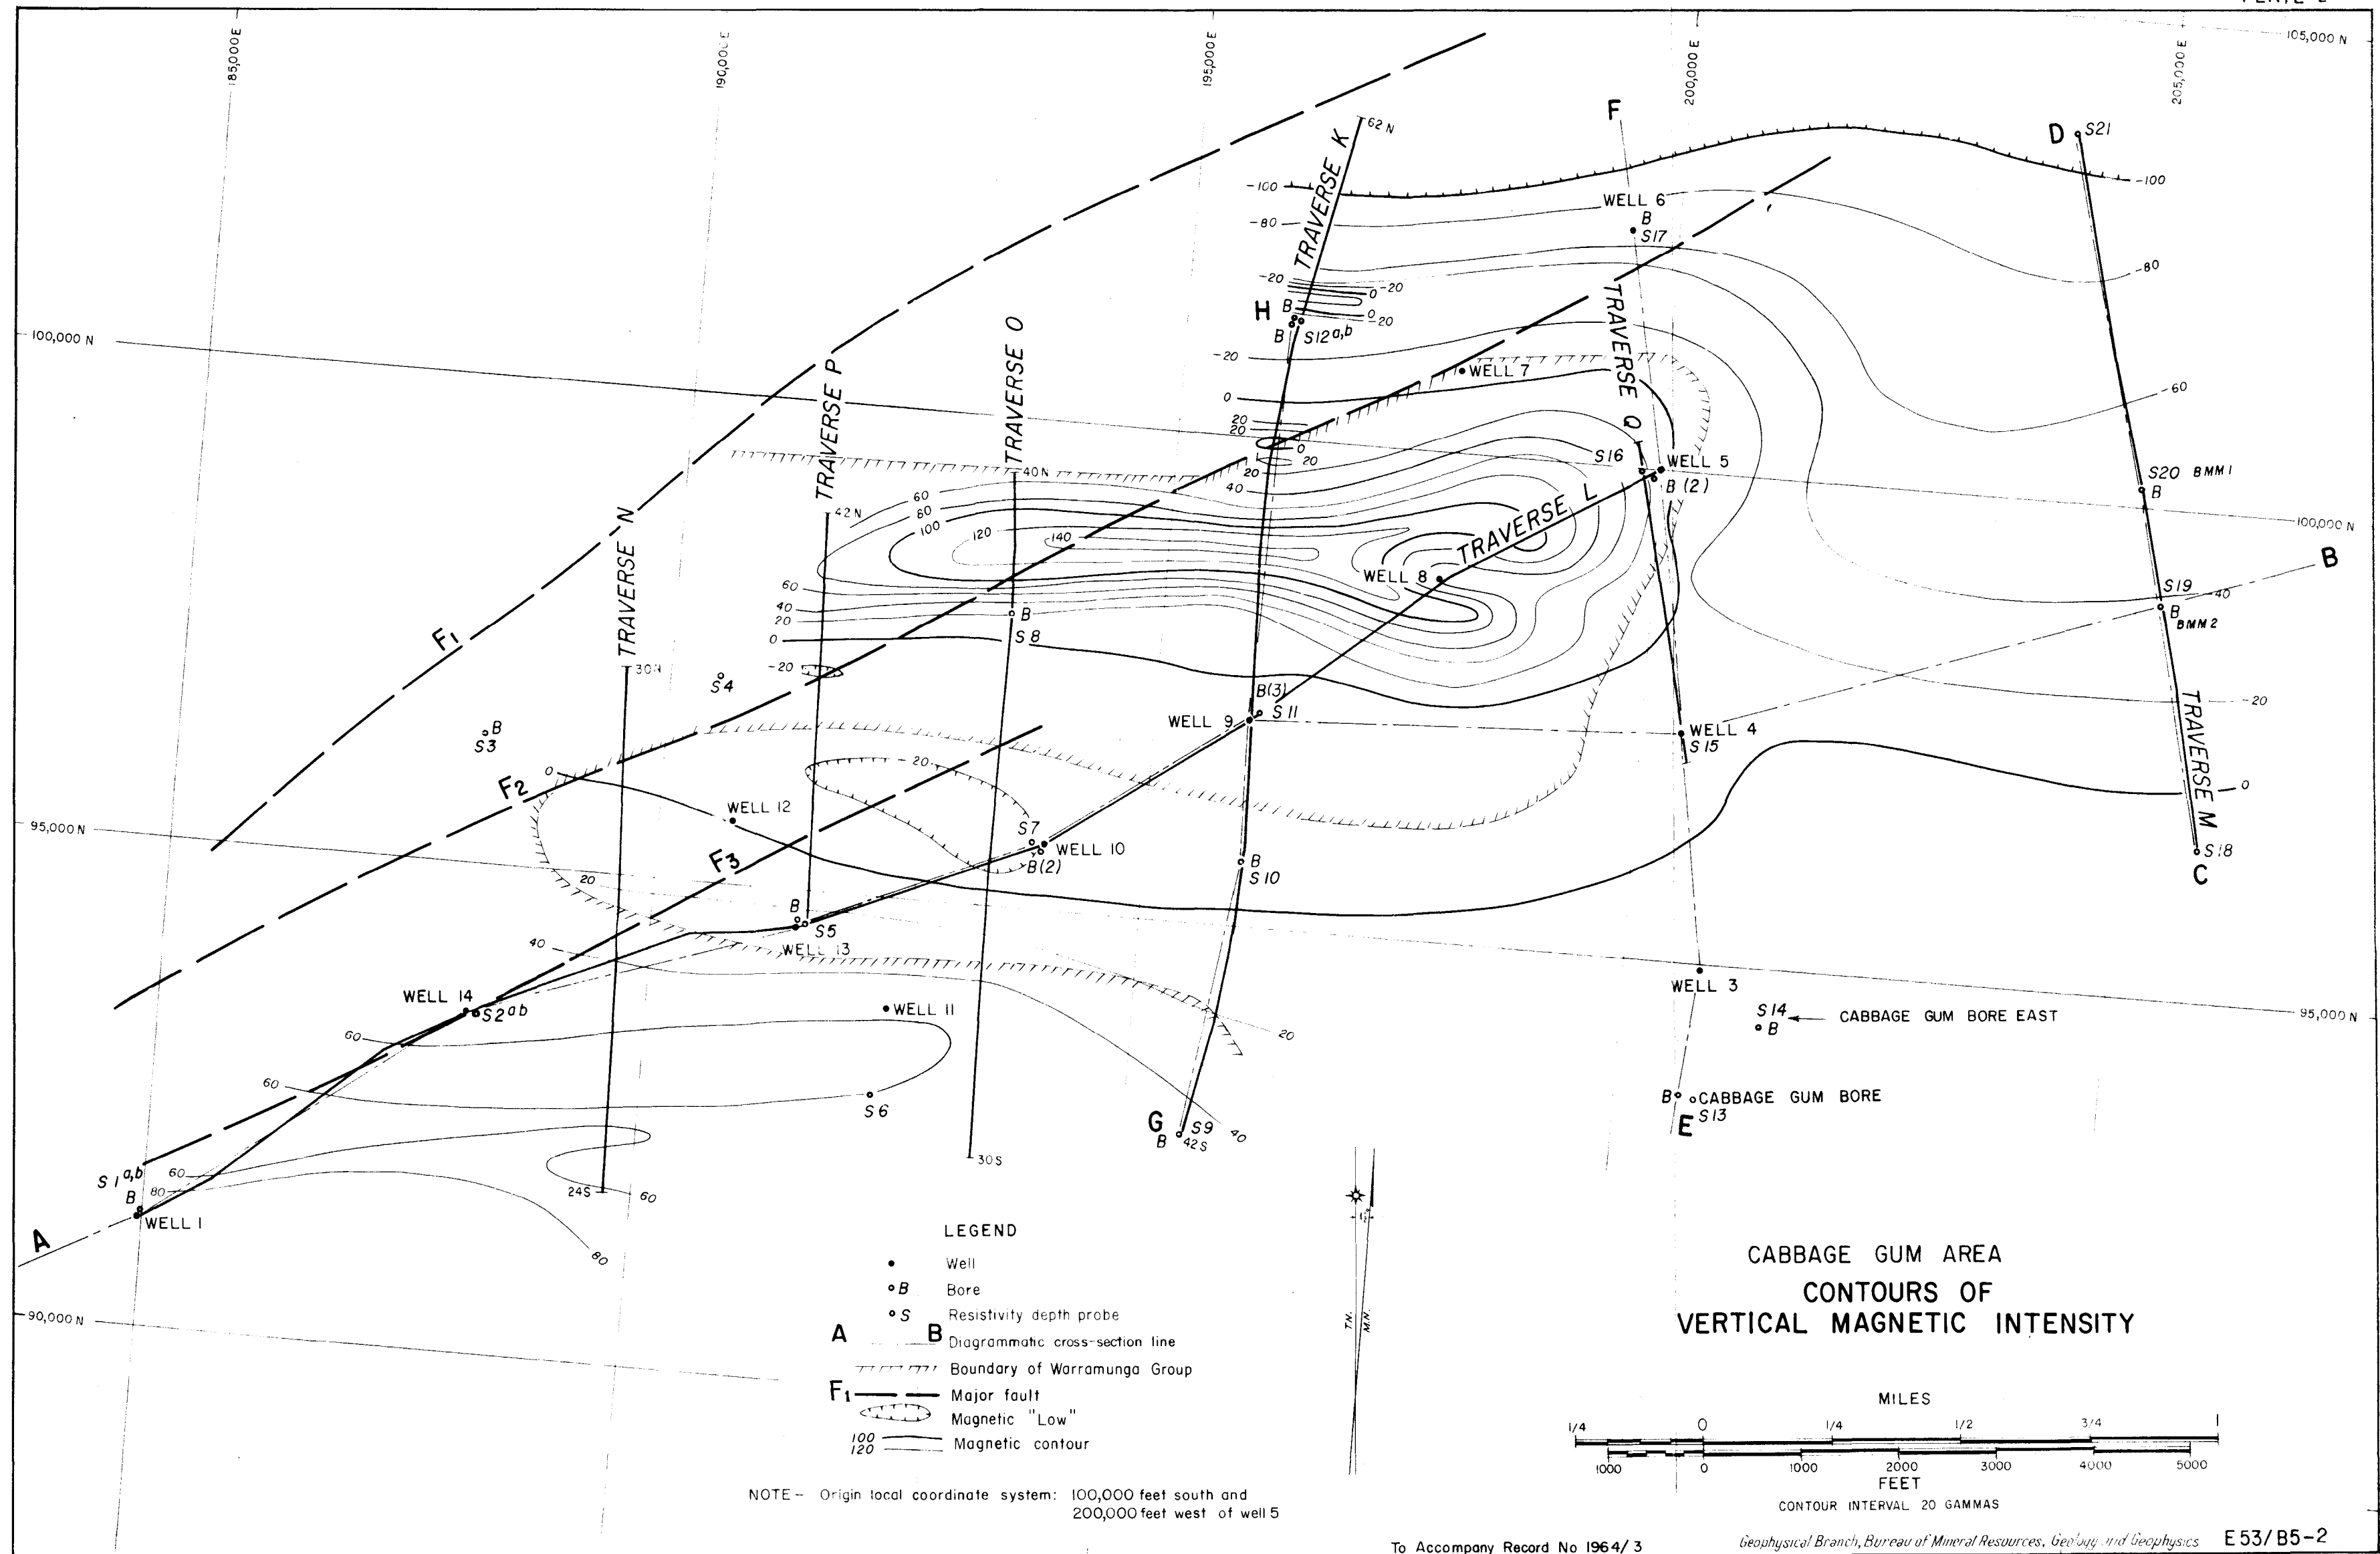 185,000E
190,000E
195,000E
200,000E
205,000E
105,000 N
F
62 N
TRAVERSE K
D
S21
-100
-100
WELL 6
B
S17
-80
-80
-20
-20
0
H
B
0
-20
B
S12 a,b
100,000 N
TRAVERSE P
TRAVERSE O
-20
WELL 7
TRAVERSE Q
-60
0
20
20
0
20
20
40
40N
S16
WELL 5
B (2)
S20 BMM1
B
100,000 N
TRAVERSE N
42N
60
80
100
120
140
TRAVERSE L
B
WELL 8
60
40
20
0
B
S8
S19
-40
B
BMM2
F1
30N
-20
S4
B(3)
S11
WELL 9
WELL 4
S15
-20
TRAVERSE M
B
S3
-20
0
F2
WELL 12
0
95,000 N
S7
WELL 10
B(2)
F3
20
B
S10
S18
C
B
S5
WELL 13
40
WELL 3
WELL 14
S2ab
WELL 11
S14
B
CABBAGE GUM BORE EAST
95,000 N
60
20
60
S6
B
CABBAGE GUM BORE
S13
E
G
S9
B
42S
40
30S
S1 a,b
60
B
80
24S
60
WELL 1
A
80
LEGEND
Well
B Bore
S Resistivity depth probe
A B Diagrammatic cross-section line
Boundary of Warramunga Group
F1 Major fault
Magnetic "Low"
100
120 Magnetic contour
T.N.
M.N.
CABBAGE GUM AREA
CONTOURS OF
VERTICAL MAGNETIC INTENSITY
MILES
1/4 0 1/4 1/2 3/4 1
1000 0 1000 2000 3000 4000 5000
FEET
CONTOUR INTERVAL 20 GAMMAS
90,000 N
NOTE- Origin local coordinate system: 100,000 feet south and
200,000 feet west of well 5
To Accompany Record No 1964/3
Geophysical Branch, Bureau of Mineral Resources, Geology and Geophysics
E53/B5-2